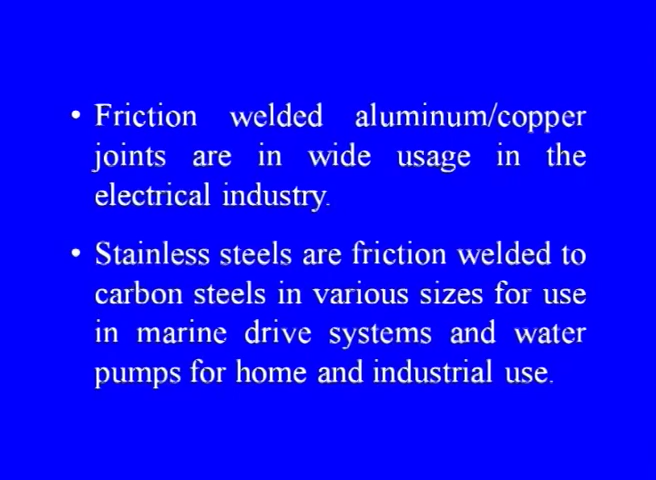 • Friction welded aluminum/copper
joints are in wide usage in the
electrical industry.
• Stainless steels are friction welded to
carbon steels in various sizes for use
in marine drive systems and water
pumps for home and industrial use.